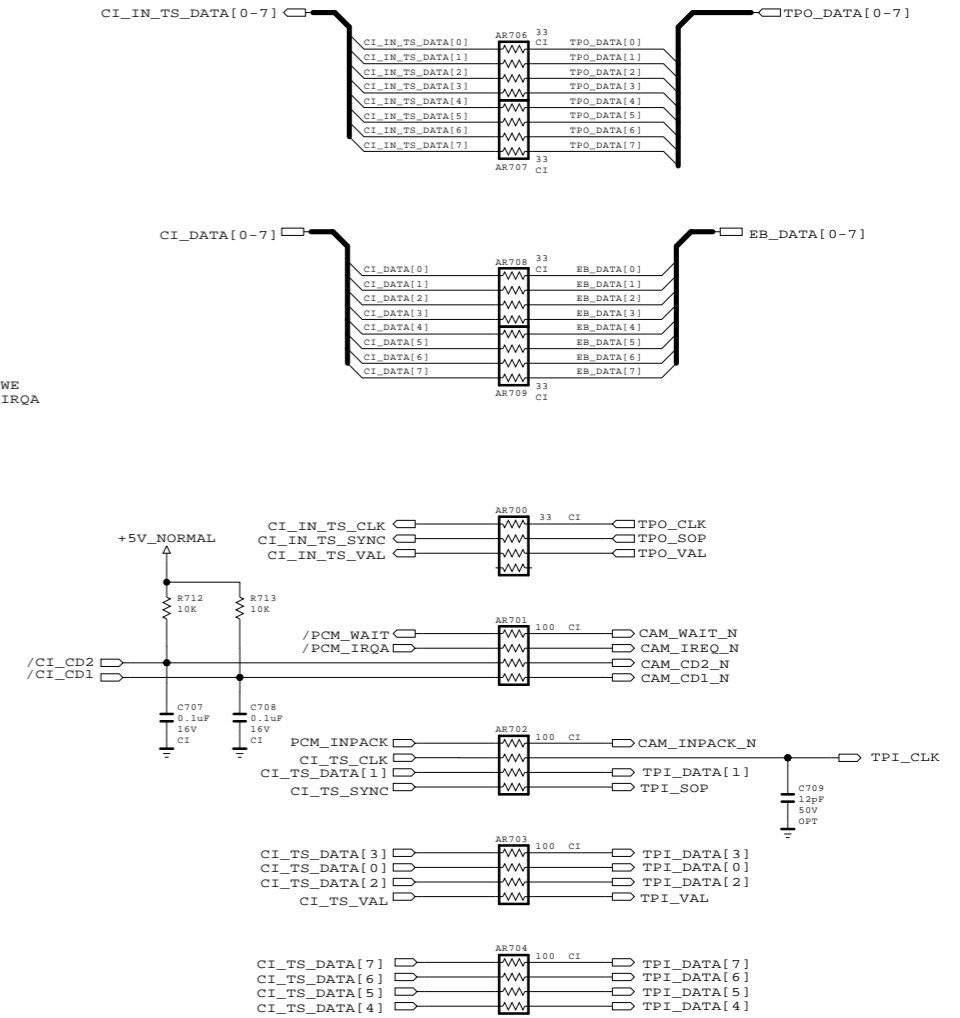 CI_IN_TS_DATA[0-7]
TPO_DATA[0-7]
AR706
33
CI
CI_IN_TS_DATA[0]
TPO_DATA[0]
CI_IN_TS_DATA[1]
TPO_DATA[1]
CI_IN_TS_DATA[2]
TPO_DATA[2]
CI_IN_TS_DATA[3]
TPO_DATA[3]
CI_IN_TS_DATA[4]
TPO_DATA[4]
CI_IN_TS_DATA[5]
TPO_DATA[5]
CI_IN_TS_DATA[6]
TPO_DATA[6]
CI_IN_TS_DATA[7]
TPO_DATA[7]
AR707
33
CI
CI_DATA[0-7]
EB_DATA[0-7]
AR708
33
CI
CI_DATA[0]
EB_DATA[0]
CI_DATA[1]
EB_DATA[1]
CI_DATA[2]
EB_DATA[2]
CI_DATA[3]
EB_DATA[3]
CI_DATA[4]
EB_DATA[4]
CI_DATA[5]
EB_DATA[5]
CI_DATA[6]
EB_DATA[6]
CI_DATA[7]
EB_DATA[7]
AR709
33
CI
WE
IRQA
AR700
33 CI
CI_IN_TS_CLK
TPO_CLK
CI_IN_TS_SYNC
TPO_SOP
CI_IN_TS_VAL
TPO_VAL
+5V_NORMAL
R712
10K
R713
10K
AR701
100 CI
/PCM_WAIT
CAM_WAIT_N
/PCM_IRQA
CAM_IREQ_N
/CI_CD2
CAM_CD2_N
/CI_CD1
CAM_CD1_N
C707
0.1uF
16V
CI
C708
0.1uF
16V
CI
AR702
100 CI
PCM_INPACK
CAM_INPACK_N
CI_TS_CLK
TPI_CLK
CI_TS_DATA[1]
TPI_DATA[1]
CI_TS_SYNC
TPI_SOP
C709
12pF
50V
OPT
AR703
100 CI
CI_TS_DATA[3]
TPI_DATA[3]
CI_TS_DATA[0]
TPI_DATA[0]
CI_TS_DATA[2]
TPI_DATA[2]
CI_TS_VAL
TPI_VAL
AR704
100 CI
CI_TS_DATA[7]
TPI_DATA[7]
CI_TS_DATA[6]
TPI_DATA[6]
CI_TS_DATA[5]
TPI_DATA[5]
CI_TS_DATA[4]
TPI_DATA[4]